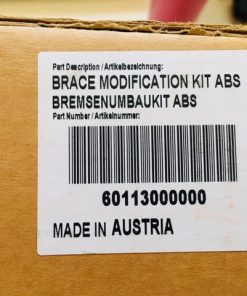 Part Description / Artikelbezeichnung:
BRACE MODIFICATION KIT ABS
BREMSENUMBAUKIT ABS
Part Number / Artikelnummer:
60113000000
MADE IN AUSTRIA